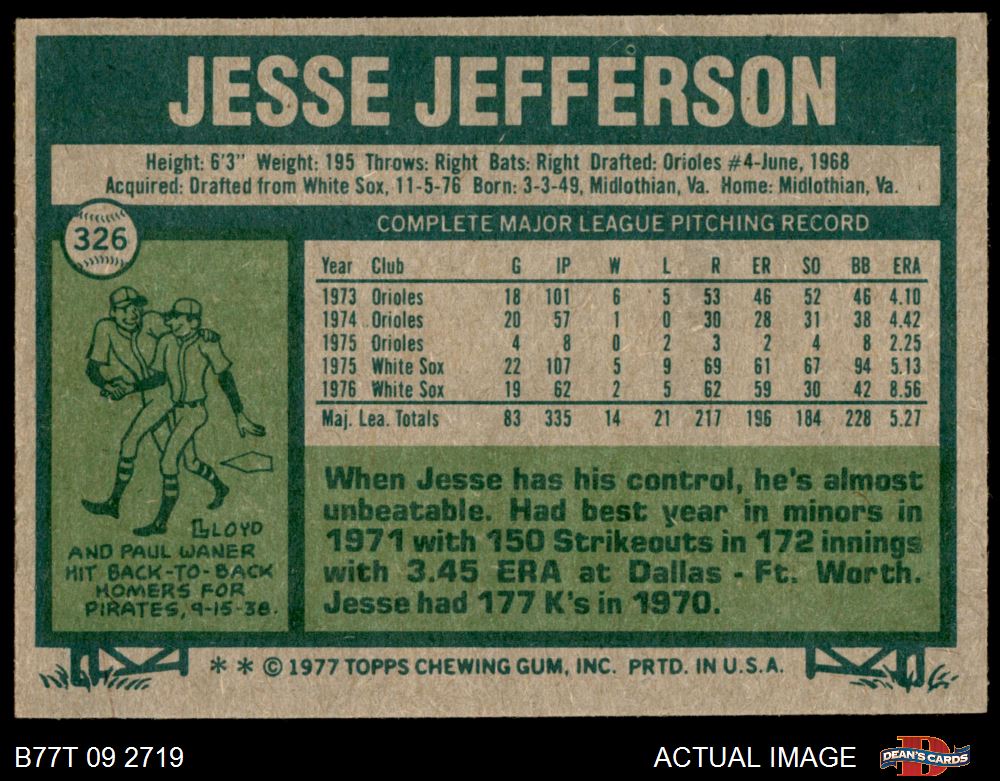 JESSE JEFFERSON
Height: 6'3" Weight: 195 Throws: Right Bats: Right Drafted: Orioles #4-June, 1968
Acquired: Drafted from White Sox, 11-5-76 Born: 3-3-49, Midlothian, Va. Home: Midlothian, Va.
326
COMPLETE MAJOR LEAGUE PITCHING RECORD
Year Club G IP W L R ER SO BB ERA
1973 Orioles 18 101 6 5 53 46 52 46 4.10
1974 Orioles 20 57 1 0 30 28 31 38 4.42
1975 Orioles 4 8 0 2 3 2 4 8 2.25
1975 White Sox 22 107 5 9 69 61 67 94 5.13
1976 White Sox 19 62 2 5 62 59 30 42 8.56
Maj. Lea. Totals 83 335 14 21 217 196 184 228 5.27
LLOYD
AND PAUL WANER
HIT BACK-TO-BACK
HOMERS FOR
PIRATES, 9-15-38.
When Jesse has his control, he's almost
unbeatable. Had best year in minors in
1971 with 150 Strikeouts in 172 innings
with 3.45 ERA at Dallas - Ft. Worth.
Jesse had 177 K's in 1970.
* * © 1977 TOPPS CHEWING GUM, INC. PRTD. IN U.S.A.
B77T 09 2719
ACTUAL IMAGE
DEAN'S CARDS